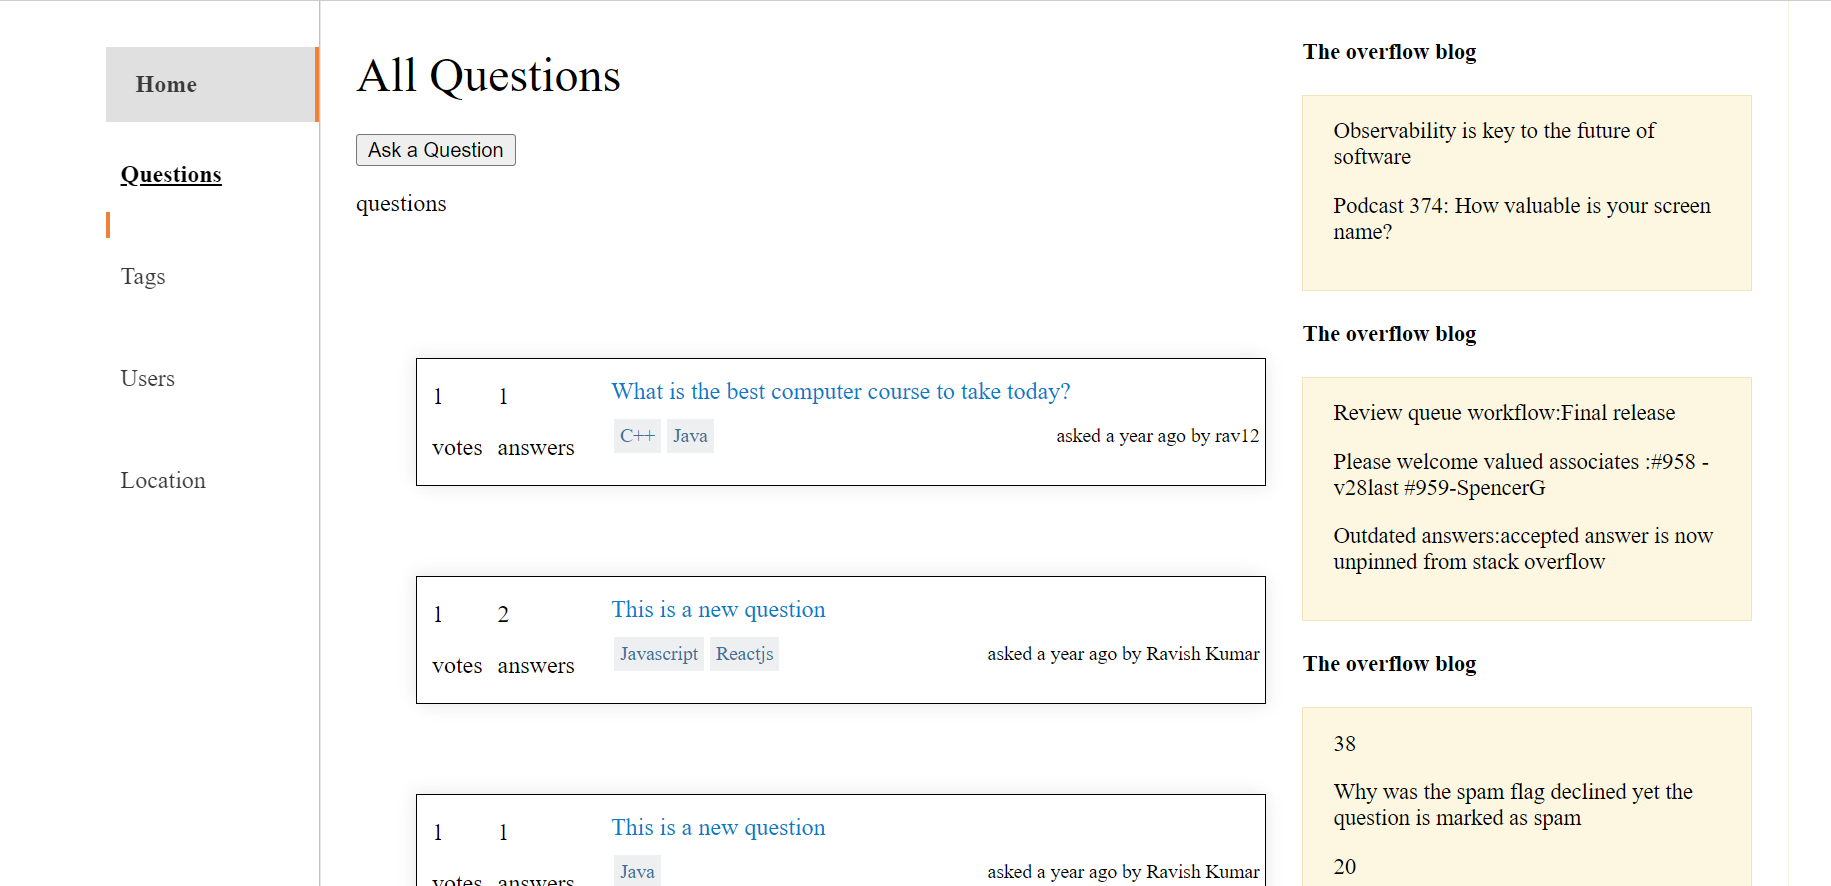 Home
Questions
Tags
Users
Location
All Questions
Ask a Question
questions
1 1
votes answers
What is the best computer course to take today?
C++ Java
asked a year ago by rav12
1 2
votes answers
This is a new question
Javascript Reactjs
asked a year ago by Ravish Kumar
1 1
votes answers
This is a new question
Java
asked a year ago by Ravish Kumar
The overflow blog
Observability is key to the future of
software
Podcast 374: How valuable is your screen
name?
The overflow blog
Review queue workflow:Final release
Please welcome valued associates :#958 -
v28last #959-SpencerG
Outdated answers:accepted answer is now
unpinned from stack overflow
The overflow blog
38
Why was the spam flag declined yet the
question is marked as spam
20